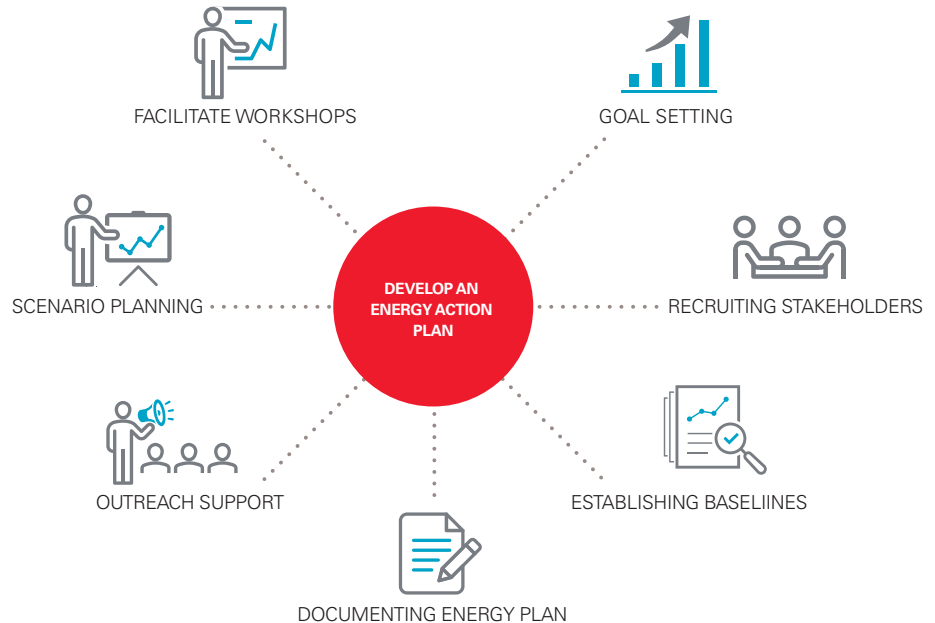 FACILITATE WORKSHOPS
GOAL SETTING
SCENARIO PLANNING
DEVELOP AN
ENERGY ACTION
PLAN
RECRUITING STAKEHOLDERS
OUTREACH SUPPORT
ESTABLISHING BASELIINES
DOCUMENTING ENERGY PLAN